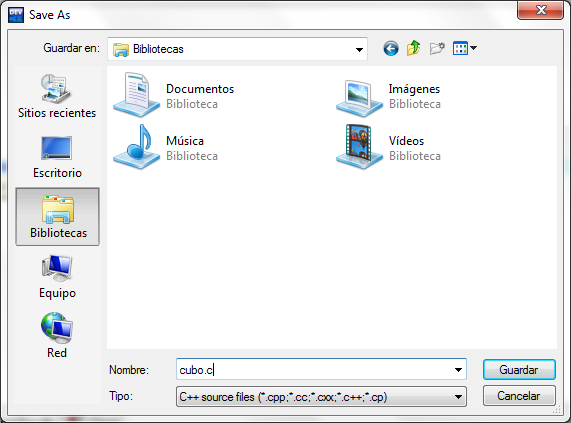 DEV
Save As
Guardar en:
Bibliotecas
Sitios recientes
Escritorio
Bibliotecas
Equipo
Red
Documentos
Biblioteca
Imágenes
Biblioteca
Música
Biblioteca
Vídeos
Biblioteca
Nombre:
cubo.c
Guardar
Tipo:
C++ source files (*.cpp;*.cc;*.cxx;*.c++;*.cp)
Cancelar